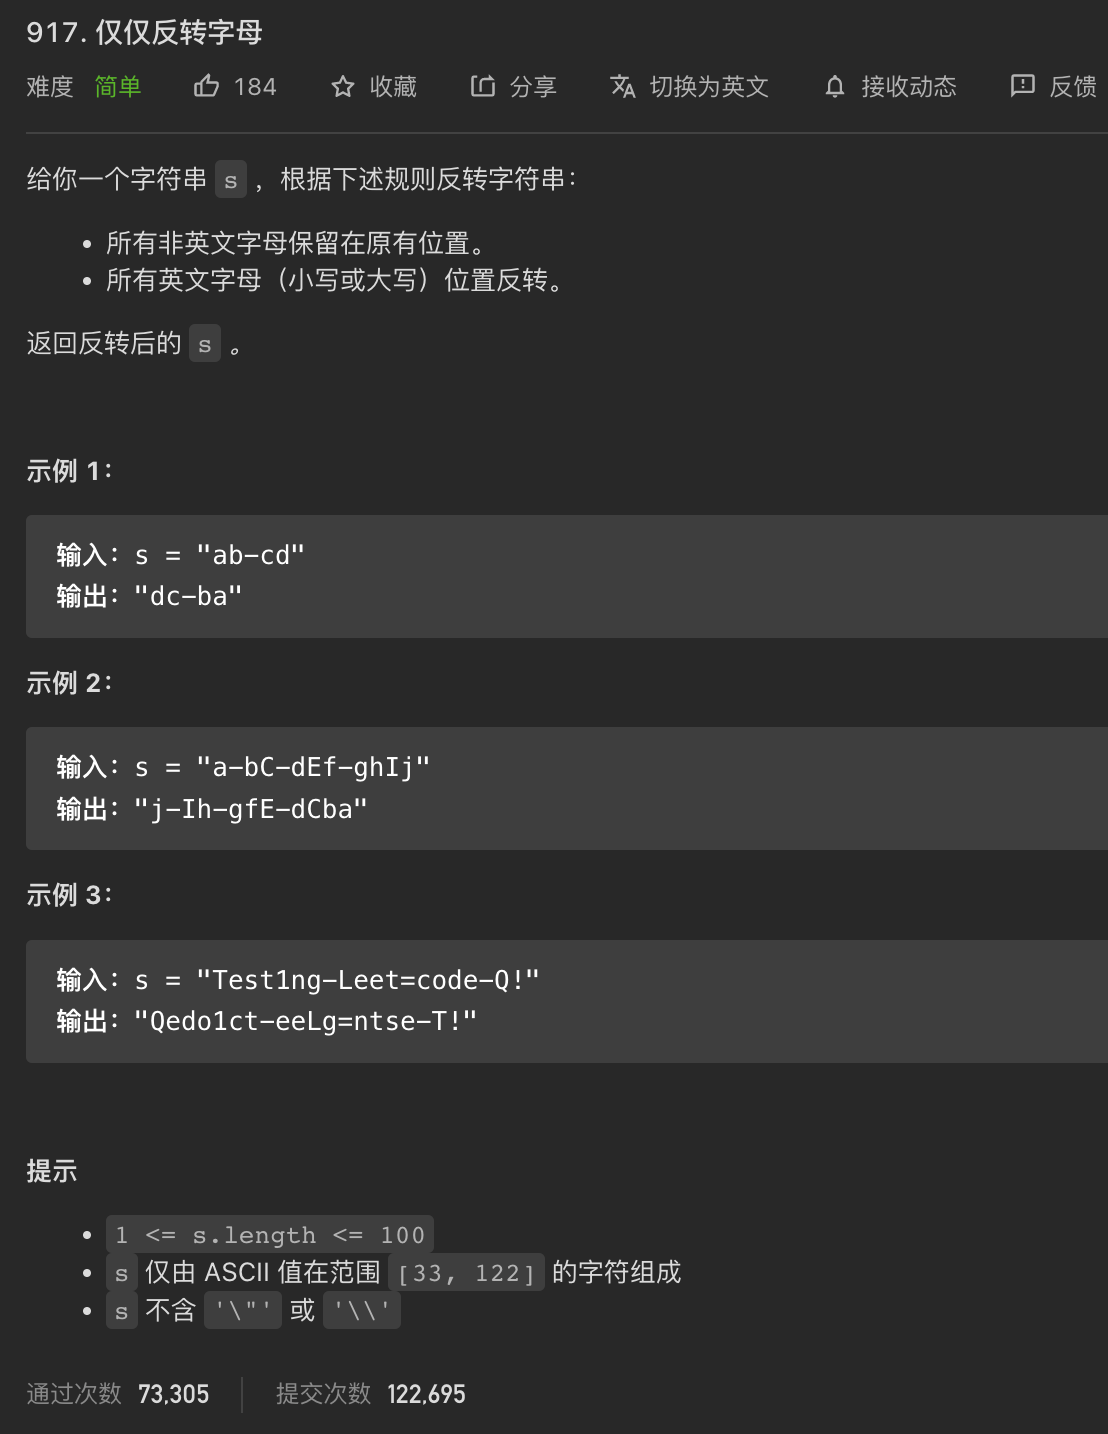 917. 仅仅反转字母
难度 简单 184 收藏 分享 切换为英文 接收动态 反馈
给你一个字符串 s ，根据下述规则反转字符串：
• 所有非英文字母保留在原有位置。
• 所有英文字母（小写或大写）位置反转。
返回反转后的 s 。
示例 1：
输入：s = "ab-cd"
输出："dc-ba"
示例 2：
输入：s = "a-bC-dEf-ghIj"
输出："j-Ih-gfE-dCba"
示例 3：
输入：s = "Test1ng-Leet=code-Q!"
输出："Qedo1ct-eeLg=ntse-T!"
提示
• 1 <= s.length <= 100
• s 仅由 ASCII 值在范围 [33, 122] 的字符组成
• s 不含 '\"' 或 '\\'
通过次数 73,305 提交次数 122,695